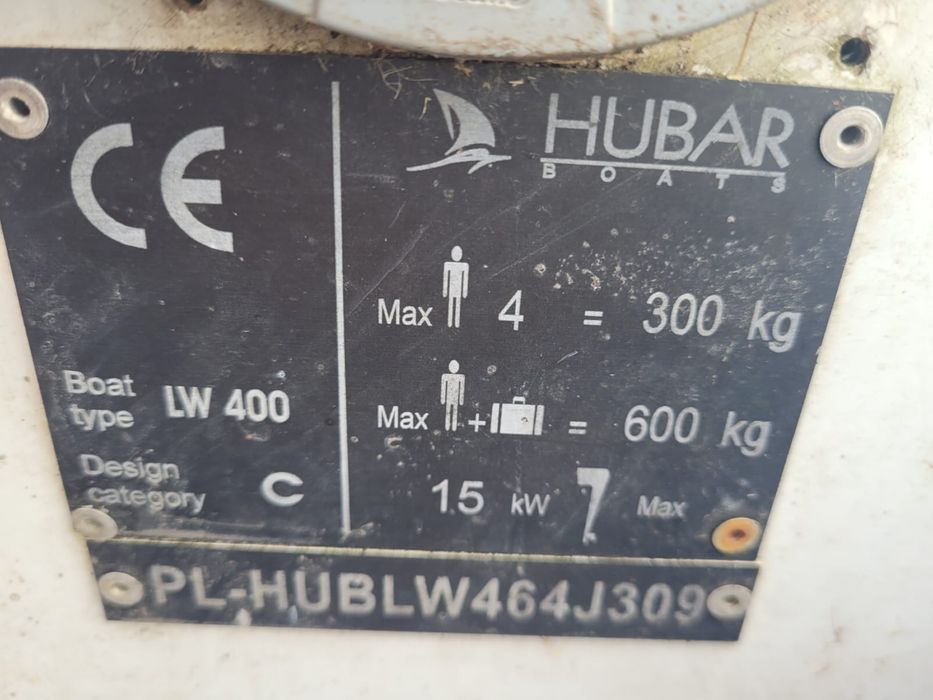 CE
HUBAR
BOATS
Max 4 = 300 kg
Boat type LW 400
Max + = 600 kg
Design category C
15 kW Max
PL-HUBLW464J309